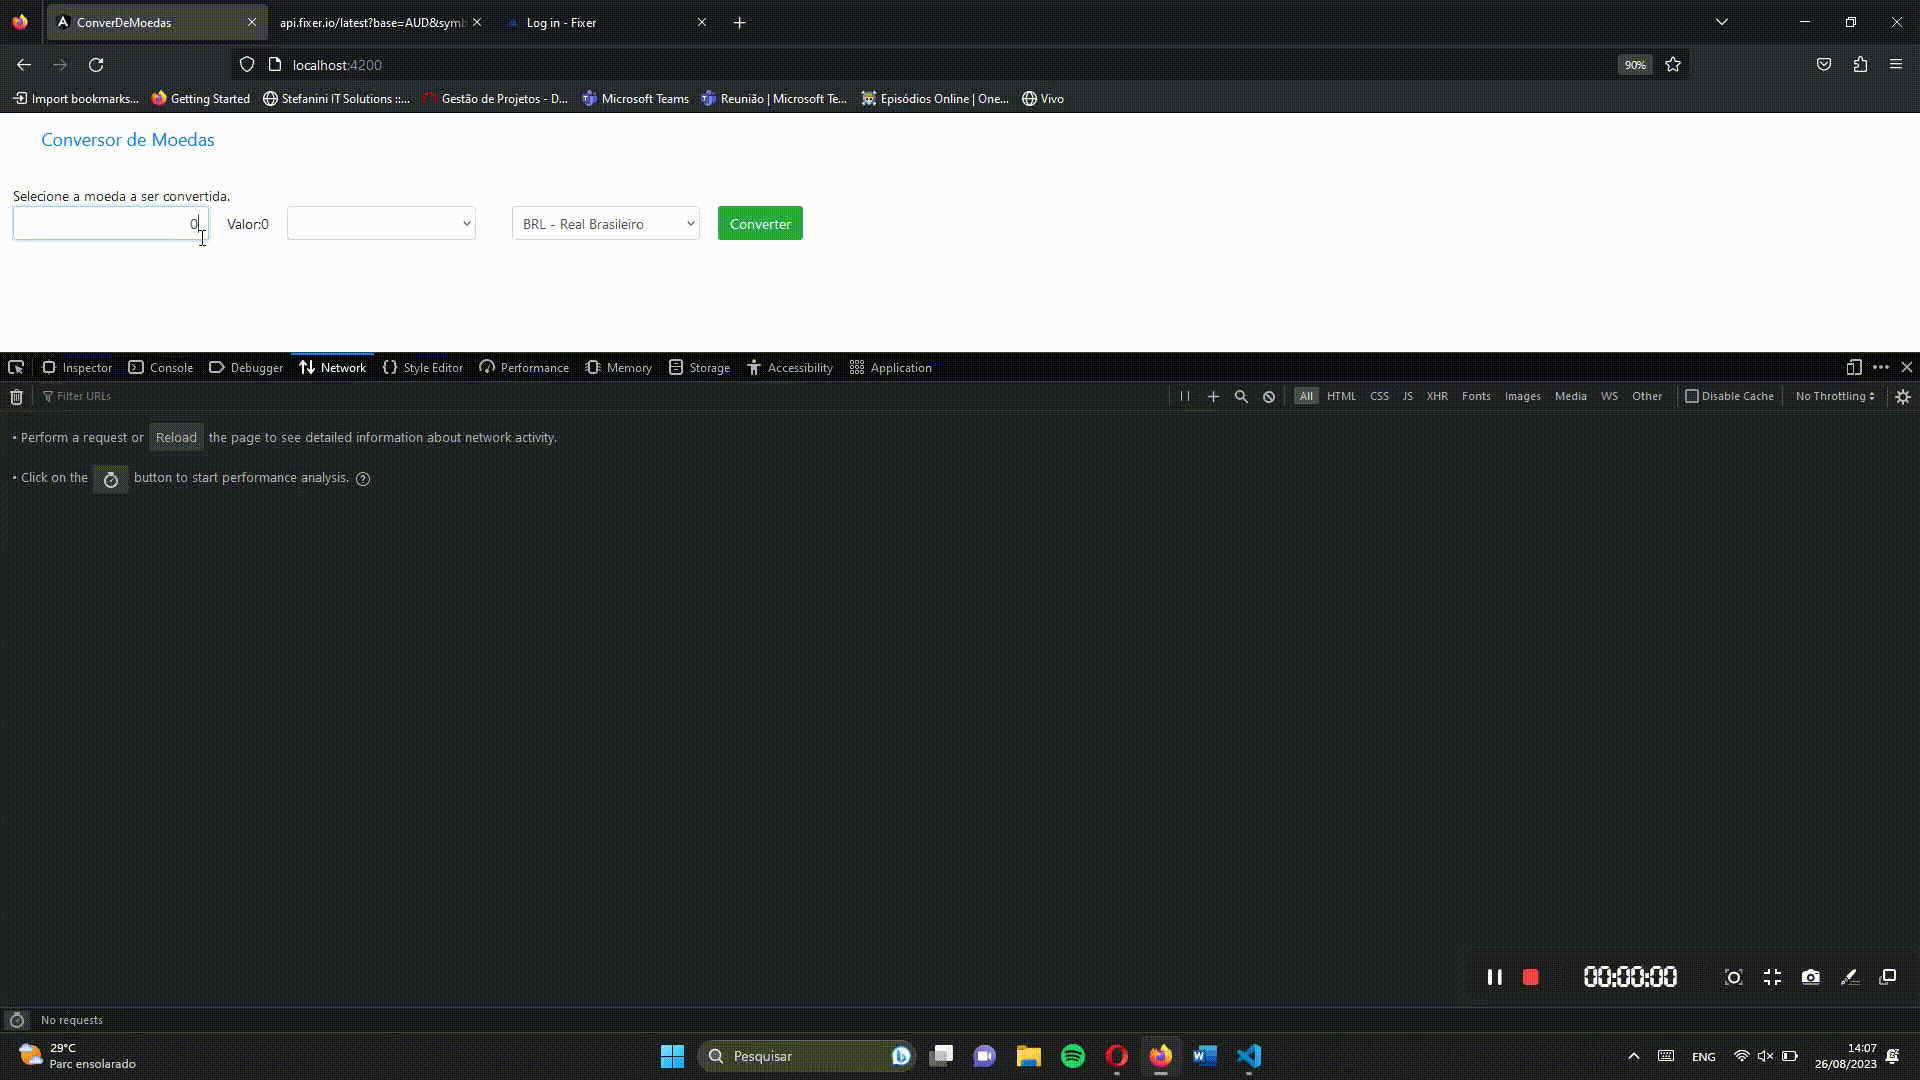 ConverDeMoedas
api.fixer.io/latest?base=AUD&symb
Log in - Fixer
localhost:4200
90%
Import bookmarks...
Getting Started
Stefanini IT Solutions ::...
Gestão de Projetos - D...
Microsoft Teams
Reunião | Microsoft Te...
Episódios Online | One...
Vivo
Conversor de Moedas
Selecione a moeda a ser convertida.
0
Valor:0
BRL - Real Brasileiro
Converter
Inspector
Console
Debugger
Network
Style Editor
Performance
Memory
Storage
Accessibility
Application
Filter URLs
All
HTML
CSS
JS
XHR
Fonts
Images
Media
WS
Other
Disable Cache
No Throttling
• Perform a request or Reload the page to see detailed information about network activity.
• Click on the button to start performance analysis. ?
00:00:00
No requests
29°C
Parc ensolarado
Pesquisar
ENG
14:07
26/08/2023